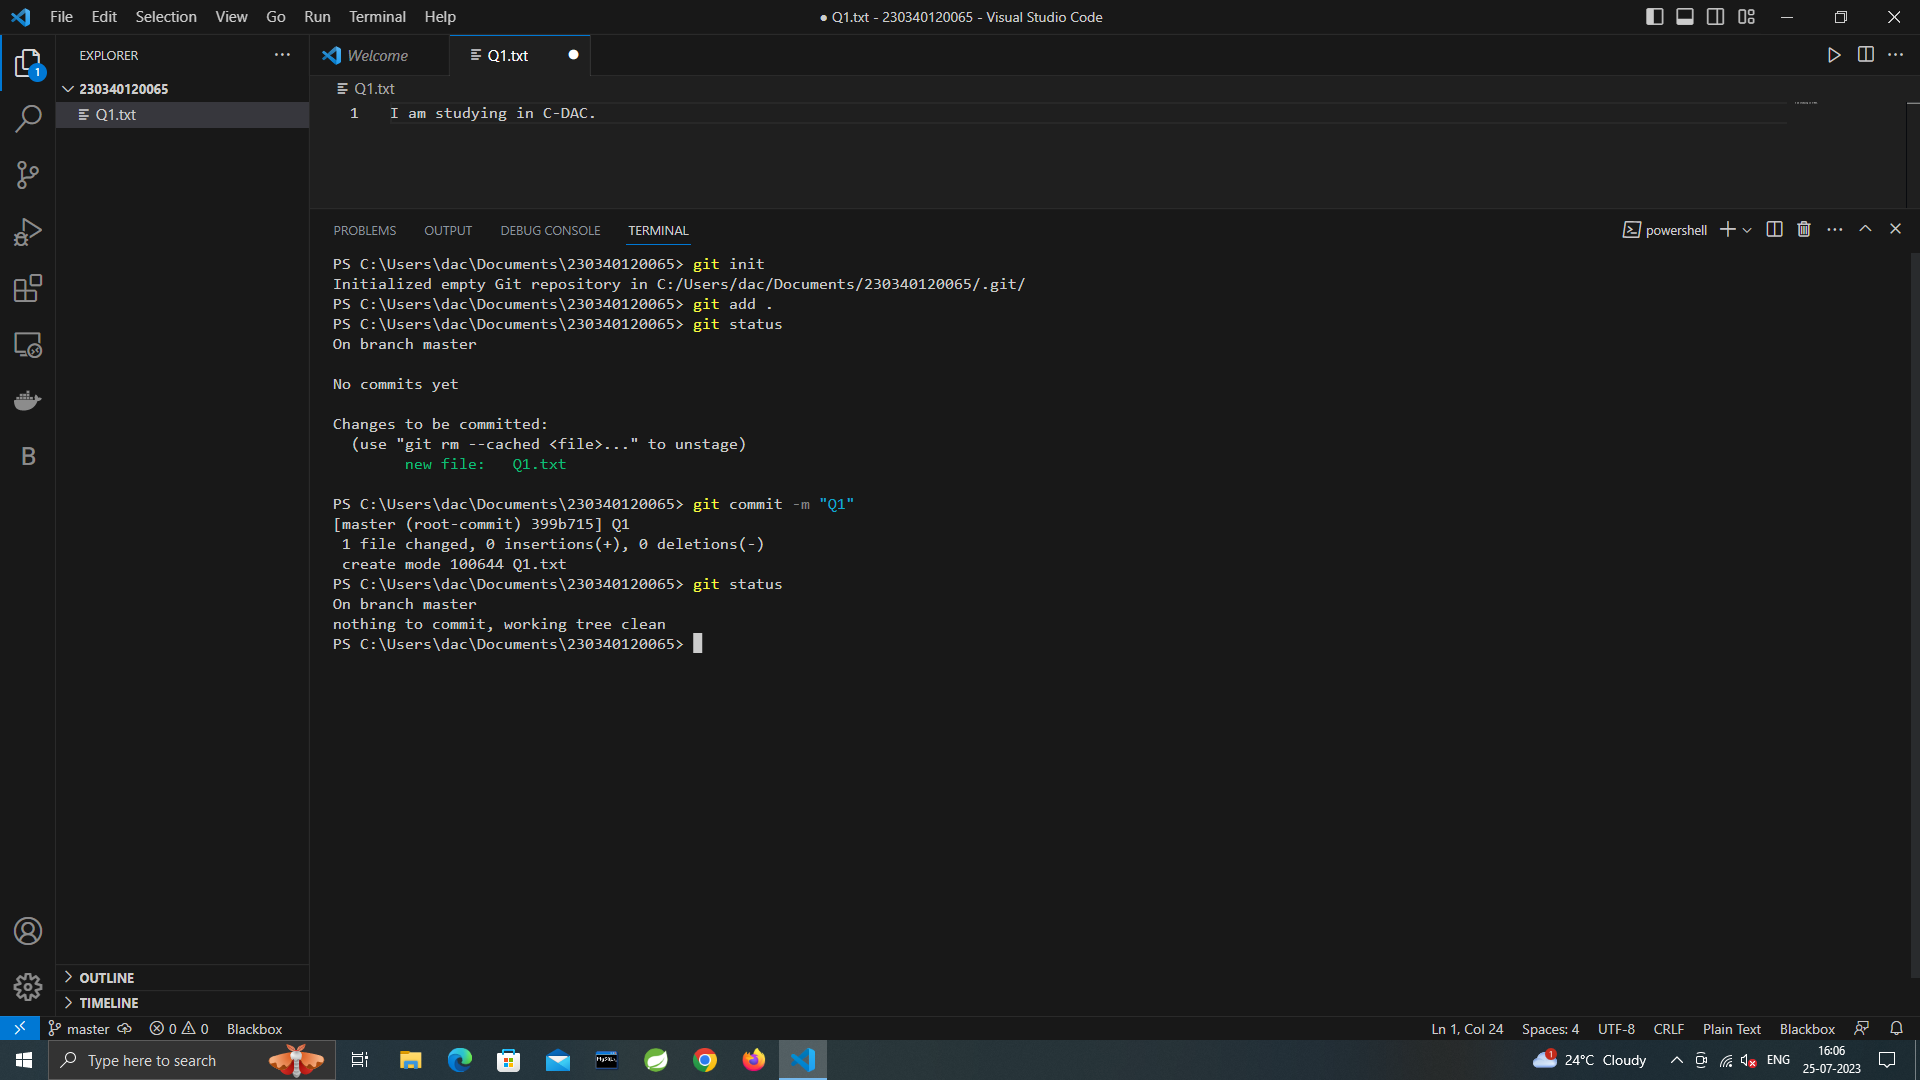 File Edit Selection View Go Run Terminal Help
● Q1.txt - 230340120065 - Visual Studio Code
1
EXPLORER
Welcome
Q1.txt
230340120065
Q1.txt
Q1.txt
1 I am studying in C-DAC.
PROBLEMS OUTPUT DEBUG CONSOLE TERMINAL
powershell
PS C:\Users\dac\Documents\230340120065> git init
Initialized empty Git repository in C:/Users/dac/Documents/230340120065/.git/
PS C:\Users\dac\Documents\230340120065> git add .
PS C:\Users\dac\Documents\230340120065> git status
On branch master
No commits yet
Changes to be committed:
(use "git rm --cached <file>..." to unstage)
new file: Q1.txt
PS C:\Users\dac\Documents\230340120065> git commit -m "Q1"
[master (root-commit) 399b715] Q1
1 file changed, 0 insertions(+), 0 deletions(-)
create mode 100644 Q1.txt
PS C:\Users\dac\Documents\230340120065> git status
On branch master
nothing to commit, working tree clean
PS C:\Users\dac\Documents\230340120065>
B
OUTLINE
TIMELINE
master 0 0 Blackbox
Ln 1, Col 24 Spaces: 4 UTF-8 CRLF Plain Text Blackbox
Type here to search
MySQL
1 24°C Cloudy
ENG
16:06
25-07-2023